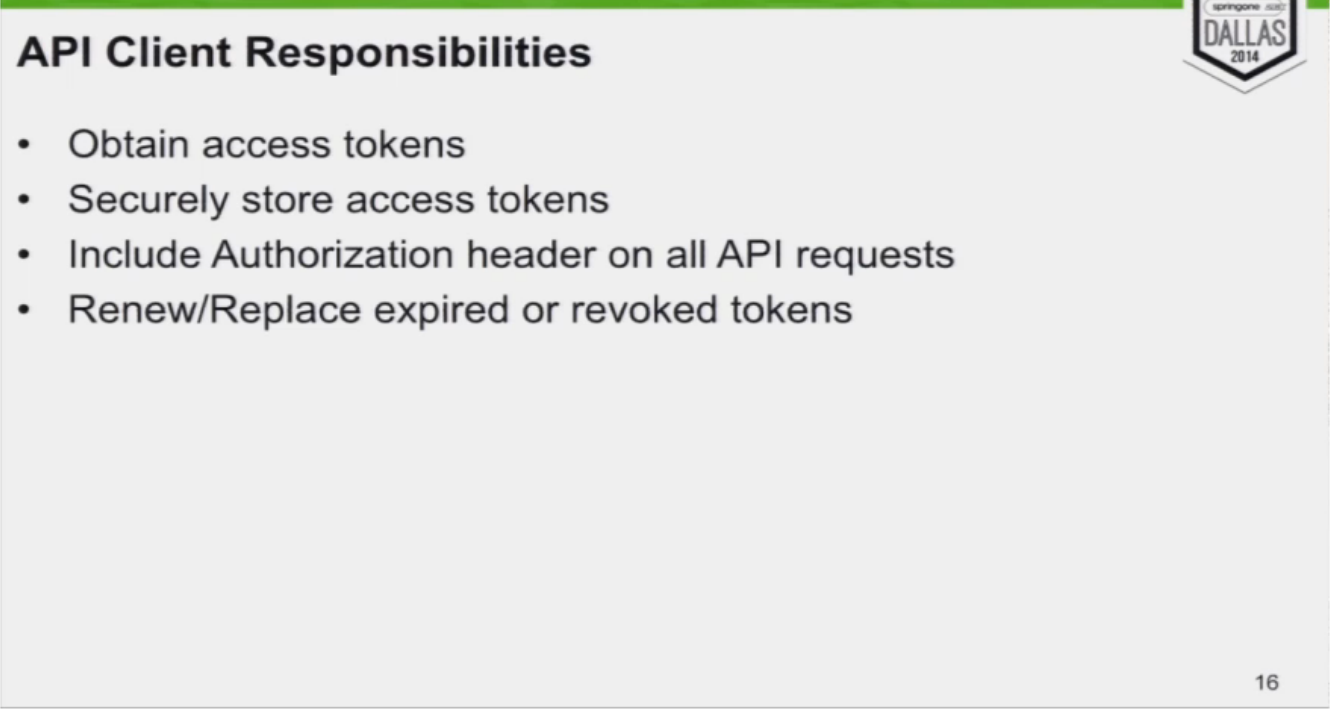 springone
DALLAS
2014
API Client Responsibilities
• Obtain access tokens
• Securely store access tokens
• Include Authorization header on all API requests
• Renew/Replace expired or revoked tokens
16